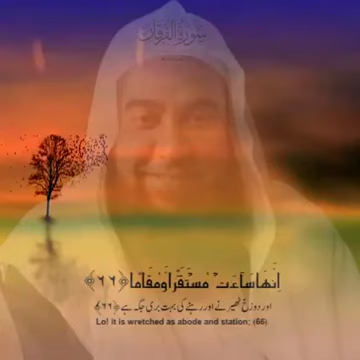 سورة الفرقان
إِنَّهَا سَاءَتْ مُسْتَقَرًّا وَمُقَامًا ﴿٦٦﴾
اور دوزخ ٹھیرنے اور رہنے کی بہت بری جگہ ہے ﴿۶۶﴾
Lo! it is wretched as abode and station; (66)